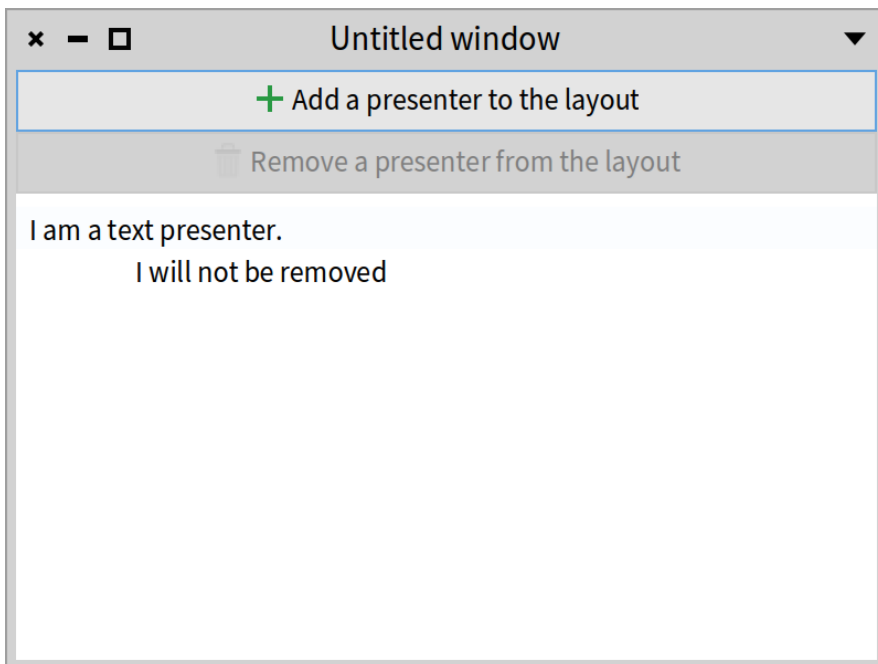 Untitled window
Add a presenter to the layout
Remove a presenter from the layout
I am a text presenter.
I will not be removed